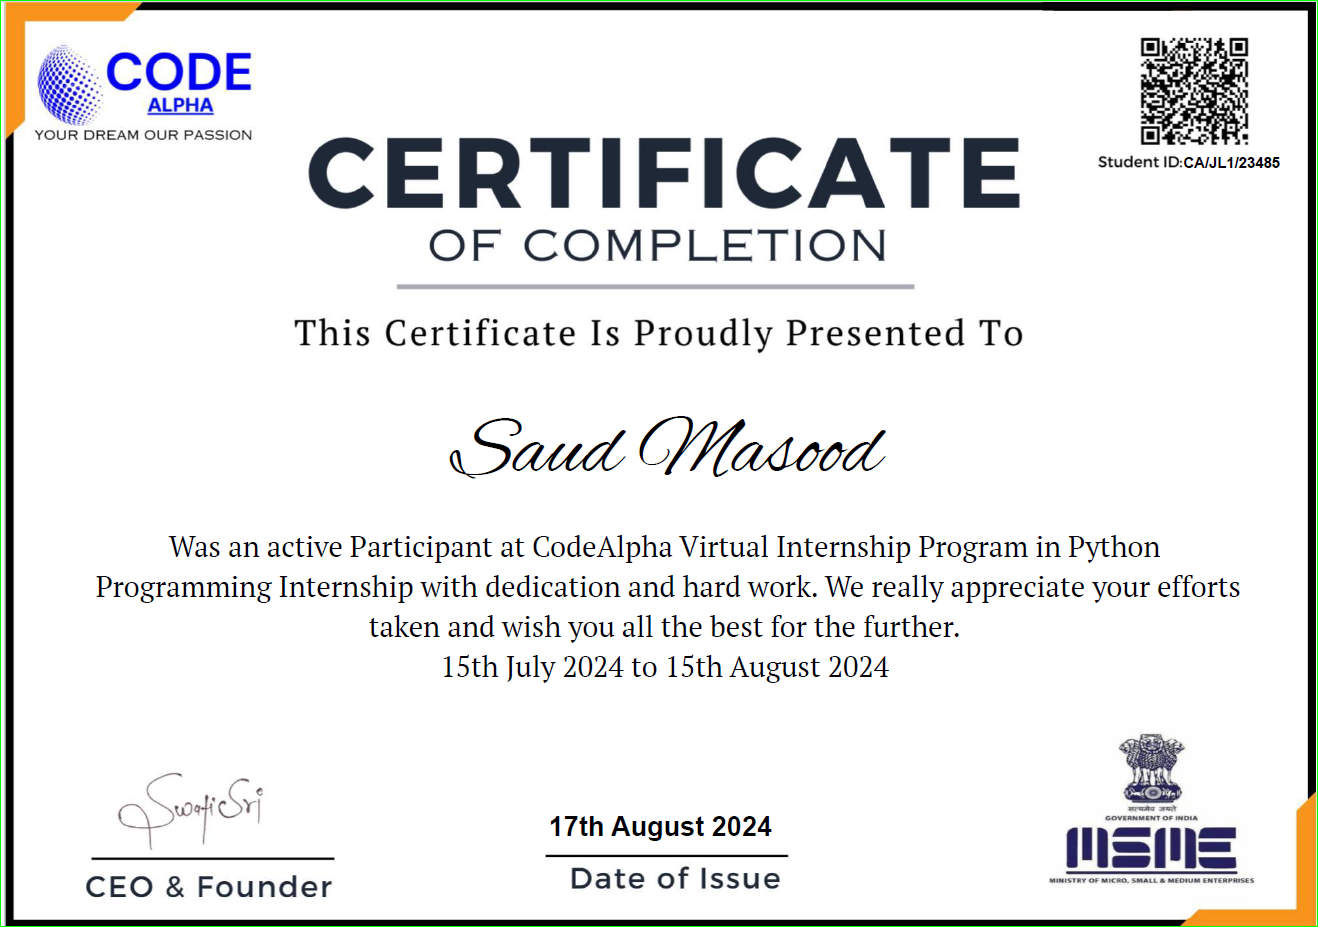 CODE
ALPHA
YOUR DREAM OUR PASSION
Student ID:CA/JL1/23485
CERTIFICATE
OF COMPLETION
This Certificate Is Proudly Presented To
Saud Masood
Was an active Participant at CodeAlpha Virtual Internship Program in Python
Programming Internship with dedication and hard work. We really appreciate your efforts
taken and wish you all the best for the further.
15th July 2024 to 15th August 2024
SwatiSri
CEO & Founder
17th August 2024
Date of Issue
सत्यमेव जयते
GOVERNMENT OF INDIA
MSME
MINISTRY OF MICRO, SMALL & MEDIUM ENTERPRISES